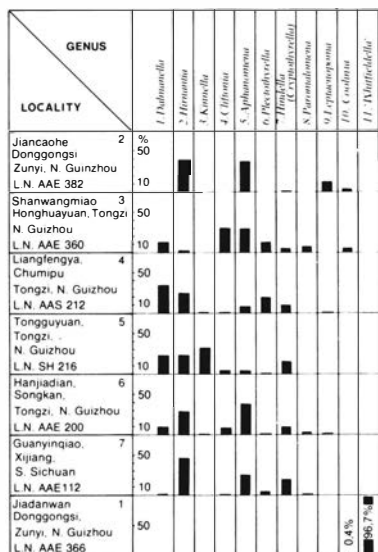 GENUS
LOCALITY
1. Dalmanella
2. Hirnantia
3. Kinnella
4. Cliftonia
5. Aphanomena
6. Plectothyrella
7. Hindella
(Cryptothyrella)
8. Paromalomena
9. Leptaenopoma
10. Coolinia
11. "Whitfieldella"
Jiancaohe 2 %
Donggongsi 50
Zunyi, N. Guinzhou
L.N. AAE 382 10
Shanwangmiao 3
Honghuayuan, Tongzi 50
N. Guizhou
L.N. AAE 360 10
Liangfengya, 4
Chumipu 50
Tongzi, N. Guizhou
L.N. AAS 212 10
Tongguyuan, 5
Tongzi, 50
N. Guizhou
L.N. SH 216 10
Hanjiadian, 6
Songkan, 50
Tongzi, N. Guizhou
L.N. AAE 200 10
Guanyinqiao, 7
Xijiang, 50
S. Sichuan
L.N. AAE112 10
Jiadanwan 1
Donggongsi, 50
Zunyi, N. Guizhou
L.N. AAE 366
0,4%
96,7%